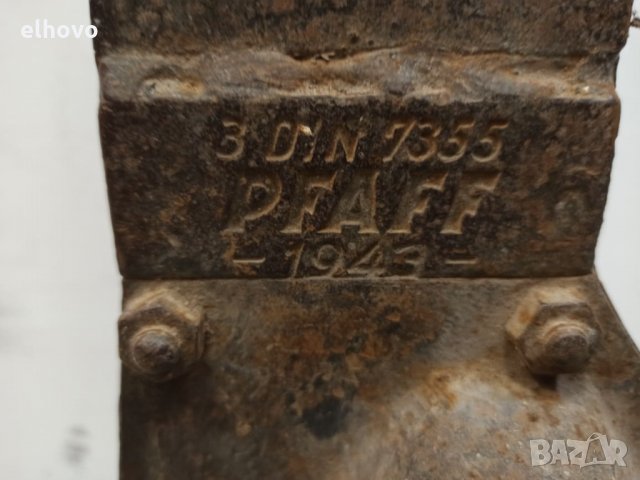 elhovo
3 DIN 7355
PFAFF
- 1943 -
BAZAR